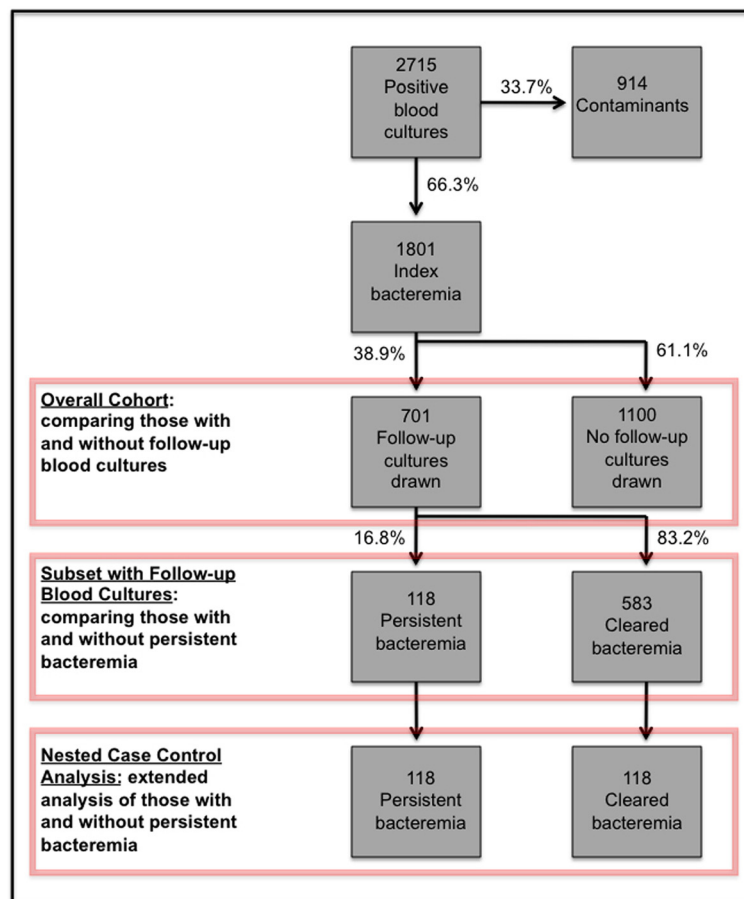 2715
Positive
blood
cultures
33.7%
914
Contaminants
66.3%
1801
Index
bacteremia
38.9%
61.1%
Overall Cohort:
comparing those with
and without follow-up
blood cultures
701
Follow-up
cultures
drawn
1100
No follow-up
cultures
drawn
16.8%
83.2%
Subset with Follow-up
Blood Cultures:
comparing those with
and without persistent
bacteremia
118
Persistent
bacteremia
583
Cleared
bacteremia
Nested Case Control
Analysis: extended
analysis of those with
and without persistent
bacteremia
118
Persistent
bacteremia
118
Cleared
bacteremia